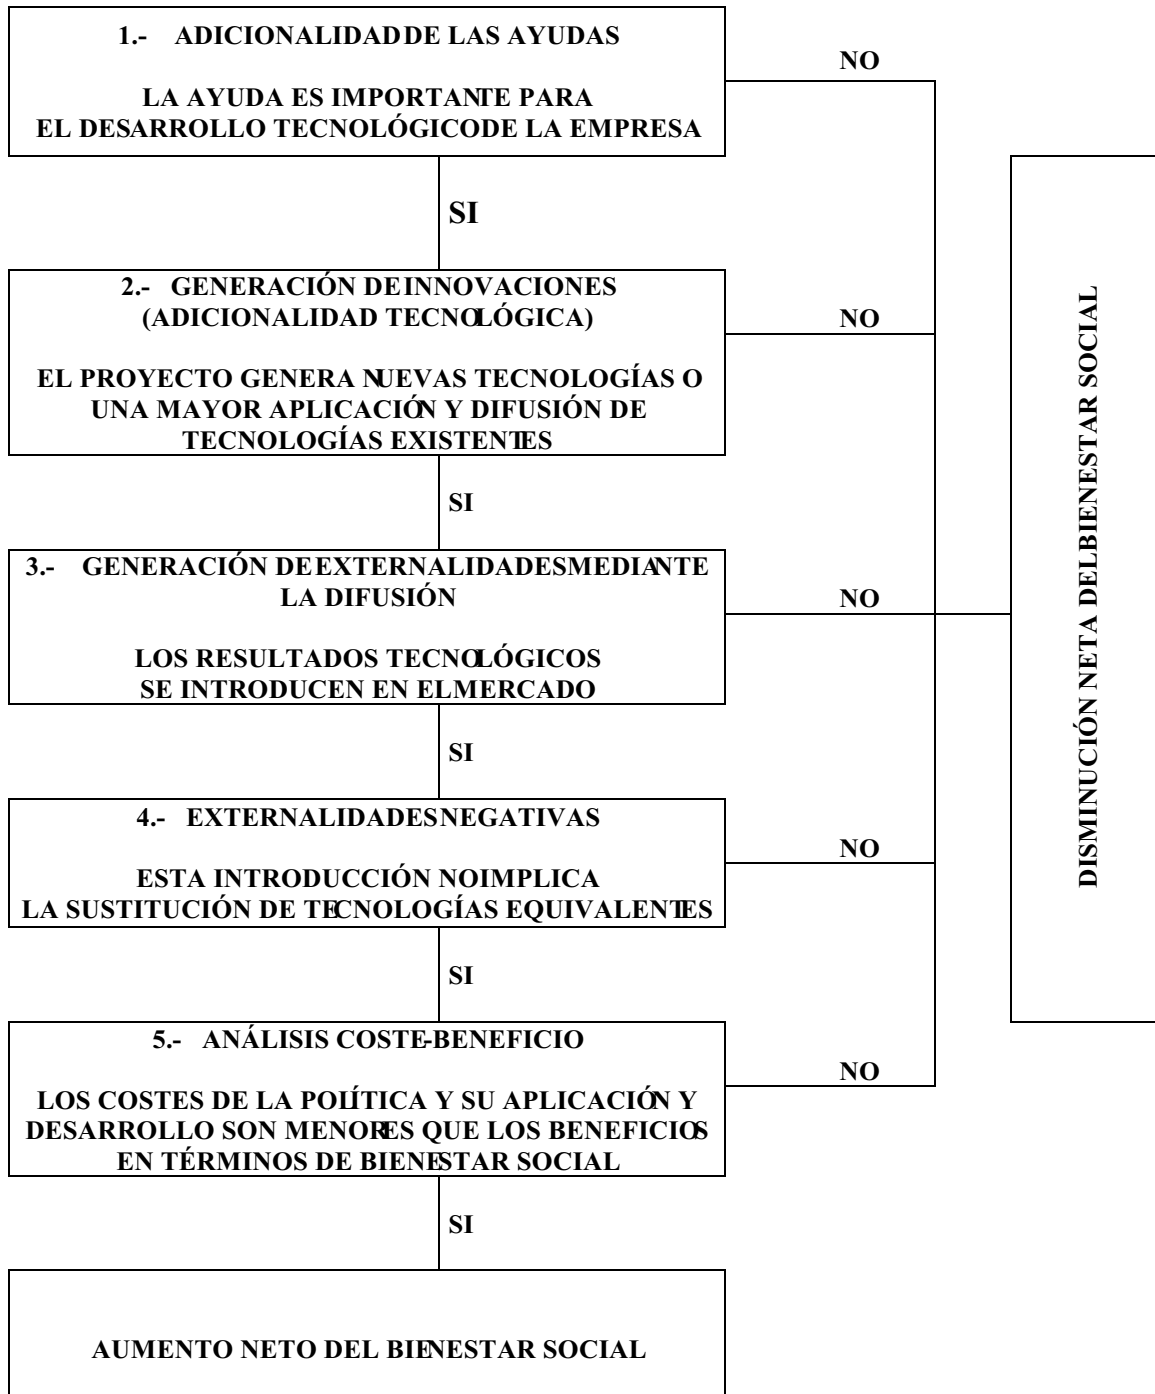 1.- ADICIONALIDAD DE LAS AYUDAS
LA AYUDA ES IMPORTANTE PARA
EL DESARROLLO TECNOLÓGICO DE LA EMPRESA
NO
SI
2.- GENERACIÓN DE INNOVACIONES
(ADICIONALIDAD TECNOLÓGICA)
EL PROYECTO GENERA NUEVAS TECNOLOGÍAS O
UNA MAYOR APLICACIÓN Y DIFUSIÓN DE
TECNOLOGÍAS EXISTENTES
NO
SI
3.- GENERACIÓN DE EXTERNALIDADES MEDIANTE
LA DIFUSIÓN
LOS RESULTADOS TECNOLÓGICOS
SE INTRODUCEN EN EL MERCADO
NO
SI
4.- EXTERNALIDADES NEGATIVAS
ESTA INTRODUCCIÓN NO IMPLICA
LA SUSTITUCIÓN DE TECNOLOGÍAS EQUIVALENTES
NO
SI
5.- ANÁLISIS COSTE-BENEFICIO
LOS COSTES DE LA POLÍTICA Y SU APLICACIÓN Y
DESARROLLO SON MENORES QUE LOS BENEFICIOS
EN TÉRMINOS DE BIENESTAR SOCIAL
NO
SI
AUMENTO NETO DEL BIENESTAR SOCIAL
DISMINUCIÓN NETA DEL BIENESTAR SOCIAL